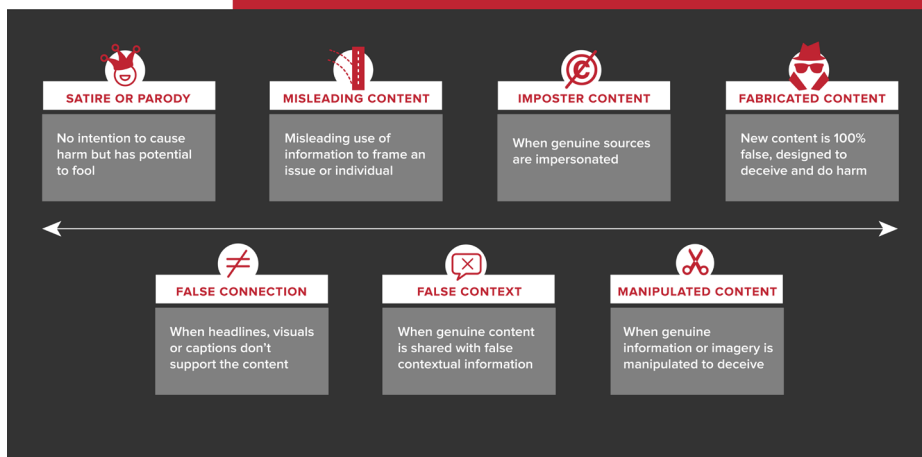 SATIRE OR PARODY
No intention to cause
harm but has potential
to fool
MISLEADING CONTENT
Misleading use of
information to frame an
issue or individual
IMPOSTER CONTENT
When genuine sources
are impersonated
FABRICATED CONTENT
New content is 100%
false, designed to
deceive and do harm
FALSE CONNECTION
When headlines, visuals
or captions don’t
support the content
FALSE CONTEXT
When genuine content
is shared with false
contextual information
MANIPULATED CONTENT
When genuine
information or imagery is
manipulated to deceive